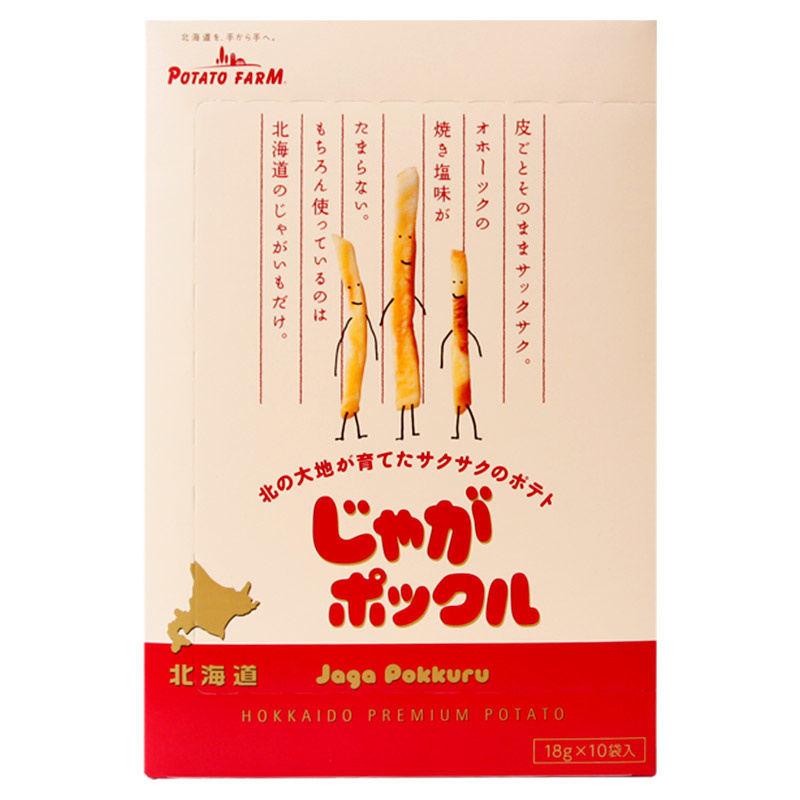 北海道を、手から手へ。
POTATO FARM
皮ごとそのままサックサク。
オホーツクの
焼き塩味が
たまらない。
もちろん使っているのは
北海道のじゃがいもだけ。
北の大地が育てたサクサクのポテト
じゃが
ポックル
北海道
Jaga Pokkuru
HOKKAIDO PREMIUM POTATO
18g×10袋入